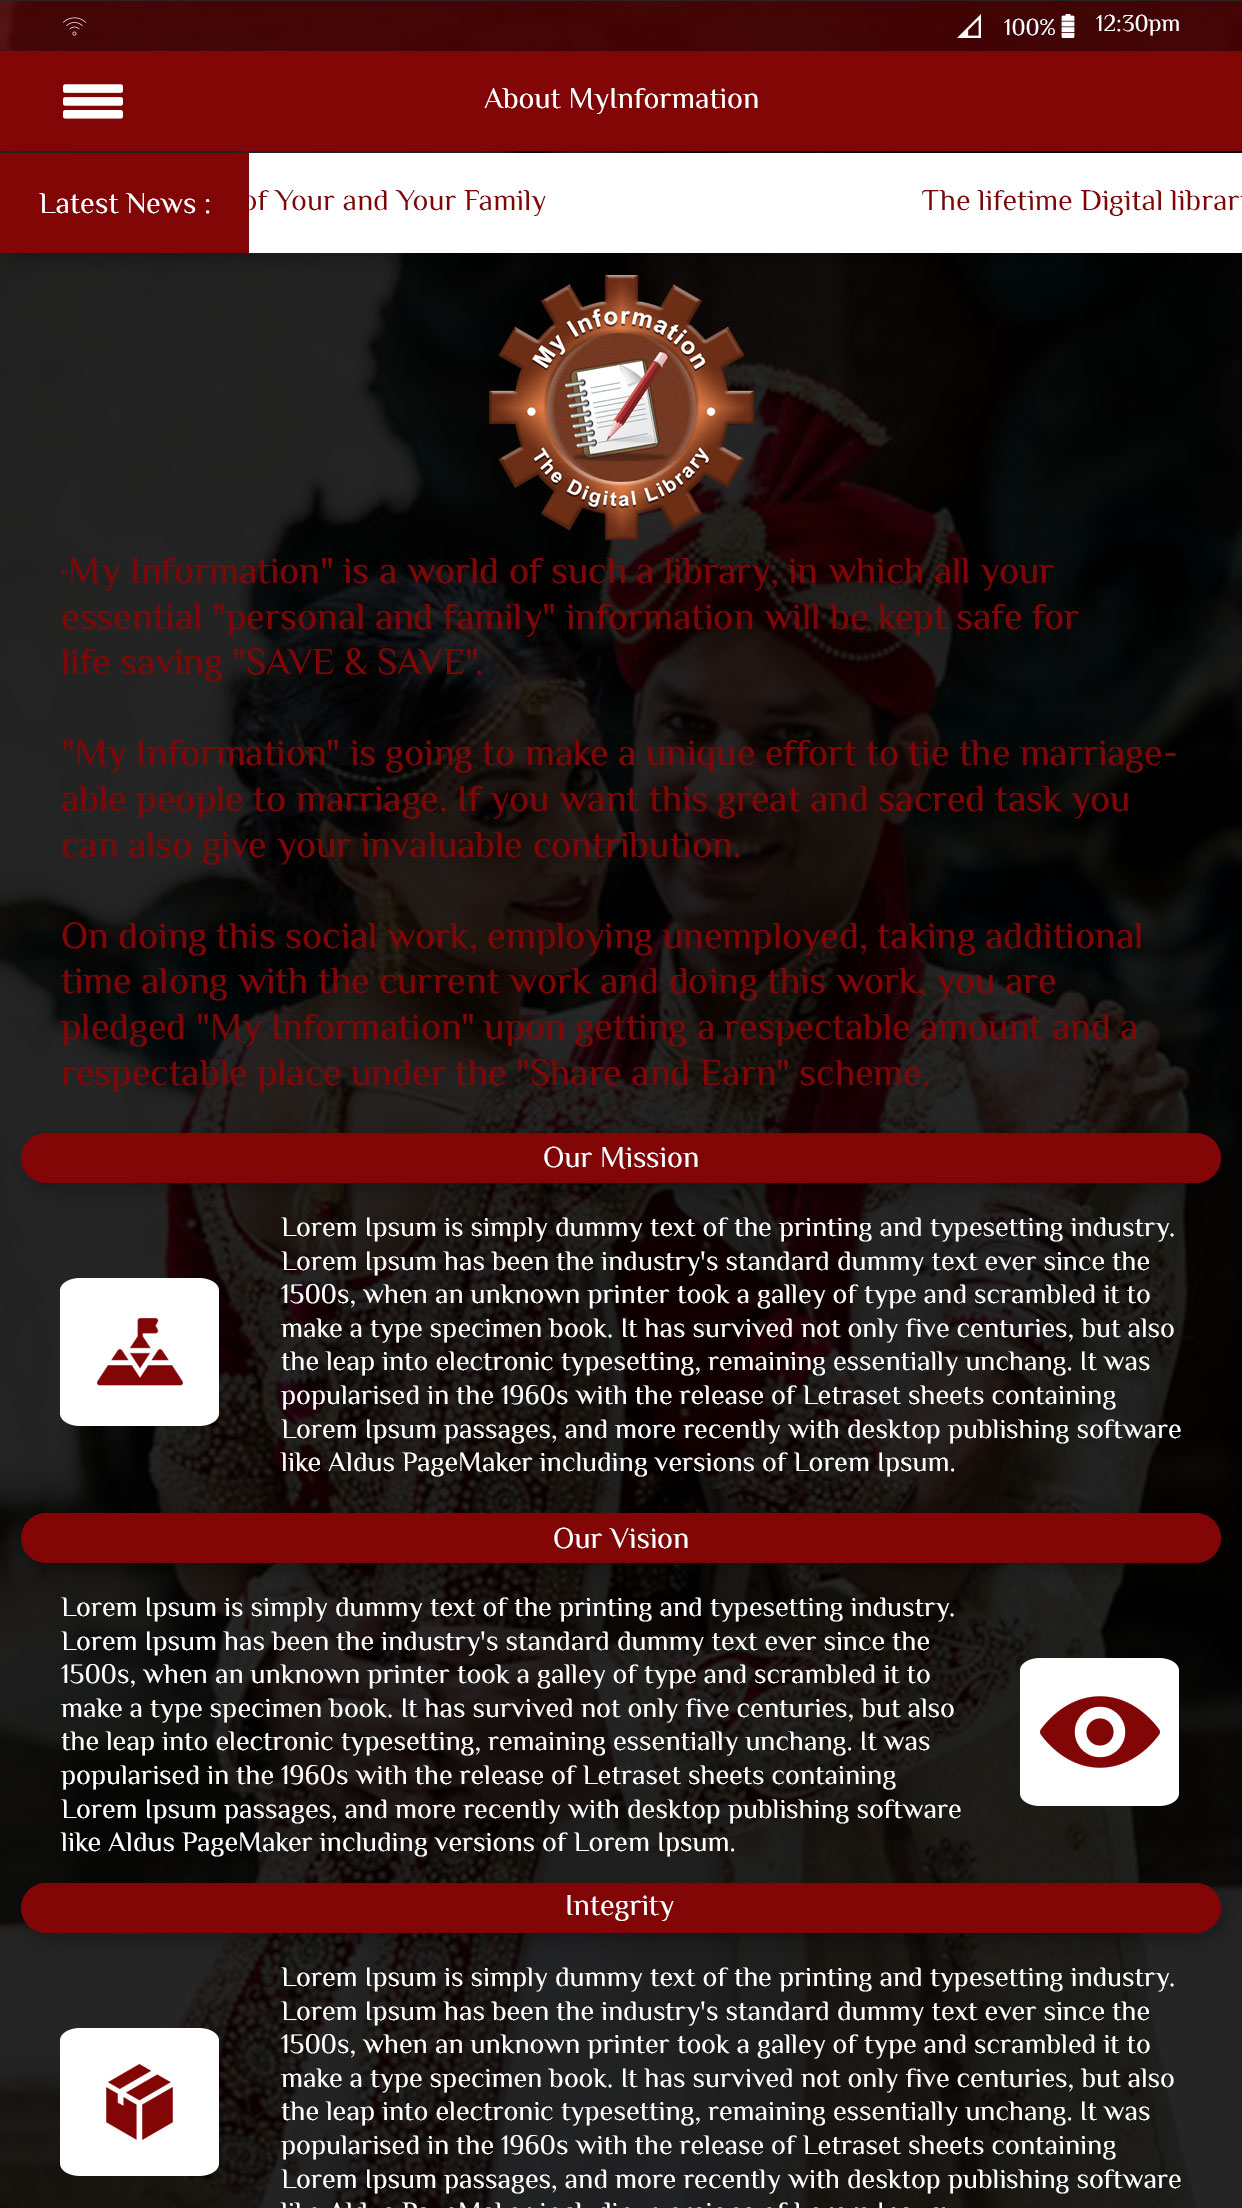 100% 12:30pm
About MyInformation
Latest News : of Your and Your Family The lifetime Digital
My Information
The Digital Library
"My Information" is a world of such a library, in which all your
essential "personal and family" information will be kept safe for
life saving "SAVE & SAVE".
"My Information" is going to make a unique effort to tie the marriage-
able people to marriage. If you want this great and sacred task you
can also give your invaluable contribution.
On doing this social work, employing unemployed, taking additional
time along with the current work and doing this work, you are
pledged "My Information" upon getting a respectable amount and a
respectable place under the "Share and Earn" scheme.
Our Mission
Lorem Ipsum is simply dummy text of the printing and typesetting industry.
Lorem Ipsum has been the industry's standard dummy text ever since the
1500s, when an unknown printer took a galley of type and scrambled it to
make a type specimen book. It has survived not only five centuries, but also
the leap into electronic typesetting, remaining essentially unchang. It was
popularised in the 1960s with the release of Letraset sheets containing
Lorem Ipsum passages, and more recently with desktop publishing software
like Aldus PageMaker including versions of Lorem Ipsum.
Our Vision
Lorem Ipsum is simply dummy text of the printing and typesetting industry.
Lorem Ipsum has been the industry's standard dummy text ever since the
1500s, when an unknown printer took a galley of type and scrambled it to
make a type specimen book. It has survived not only five centuries, but also
the leap into electronic typesetting, remaining essentially unchang. It was
popularised in the 1960s with the release of Letraset sheets containing
Lorem Ipsum passages, and more recently with desktop publishing software
like Aldus PageMaker including versions of Lorem Ipsum.
Integrity
Lorem Ipsum is simply dummy text of the printing and typesetting industry.
Lorem Ipsum has been the industry's standard dummy text ever since the
1500s, when an unknown printer took a galley of type and scrambled it to
make a type specimen book. It has survived not only five centuries, but also
the leap into electronic typesetting, remaining essentially unchang. It was
popularised in the 1960s with the release of Letraset sheets containing
Lorem Ipsum passages, and more recently with desktop publishing software